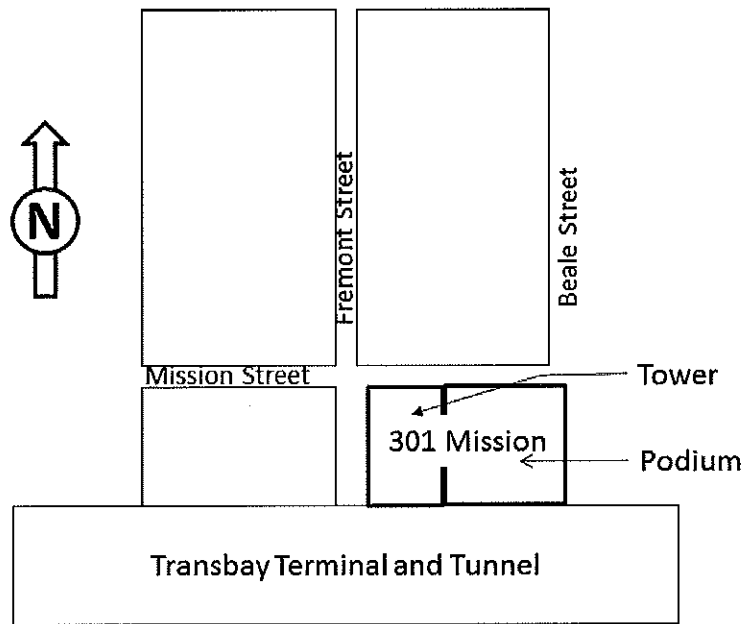 N
Fremont Street
Beale Street
Mission Street
Tower
301 Mission
Podium
Transbay Terminal and Tunnel